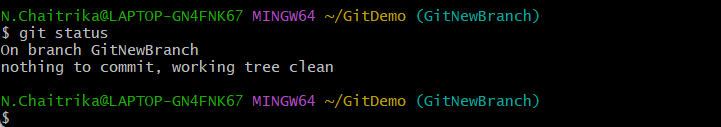 N.Chaitrika@LAPTOP-GN4FNK67 MINGW64 ~/GitDemo (GitNewBranch)
$ git status
On branch GitNewBranch
nothing to commit, working tree clean
N.Chaitrika@LAPTOP-GN4FNK67 MINGW64 ~/GitDemo (GitNewBranch)
$